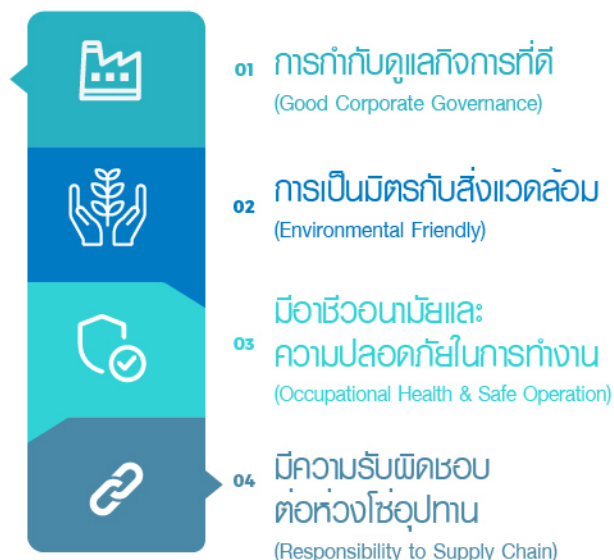 01 การกำกับดูแลกิจการที่ดี
(Good Corporate Governance)
02 การเป็นมิตรกับสิ่งแวดล้อม
(Environmental Friendly)
มีอาชีวอนามัยและ
03 ความปลอดภัยในการทำงาน
(Occupational Health & Safe Operation)
04 มีความรับผิดชอบ
ต่อห่วงโซ่อุปทาน
(Responsibility to Supply Chain)